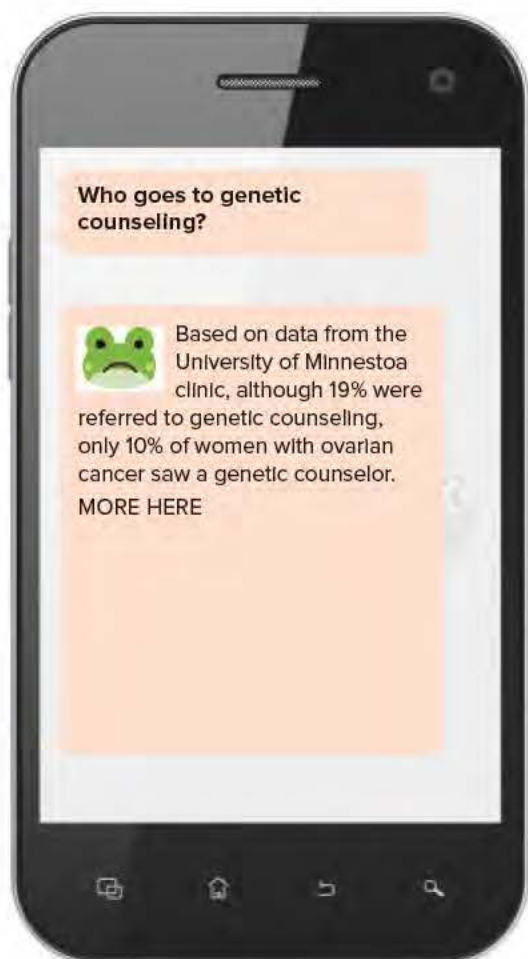 Who goes to genetic
counseling?
Based on data from the
University of Minnestoa
clinic, although 19% were
referred to genetic counseling,
only 10% of women with ovarian
cancer saw a genetic counselor.
MORE HERE